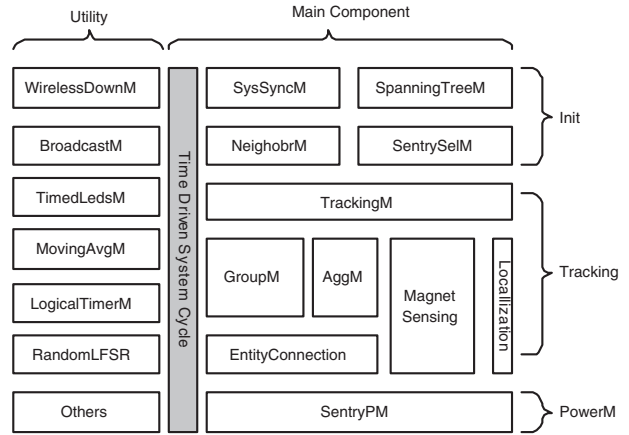 Utility
Main Component
WirelessDownM
BroadcastM
TimedLedsM
MovingAvgM
LogicalTimerM
RandomLFSR
Others
Time Driven System Cycle
SysSyncM
SpanningTreeM
NeighobrM
SentrySelM
Init
TrackingM
GroupM
AggM
Magnet
Sensing
Locallization
EntityConnection
Tracking
SentryPM
PowerM